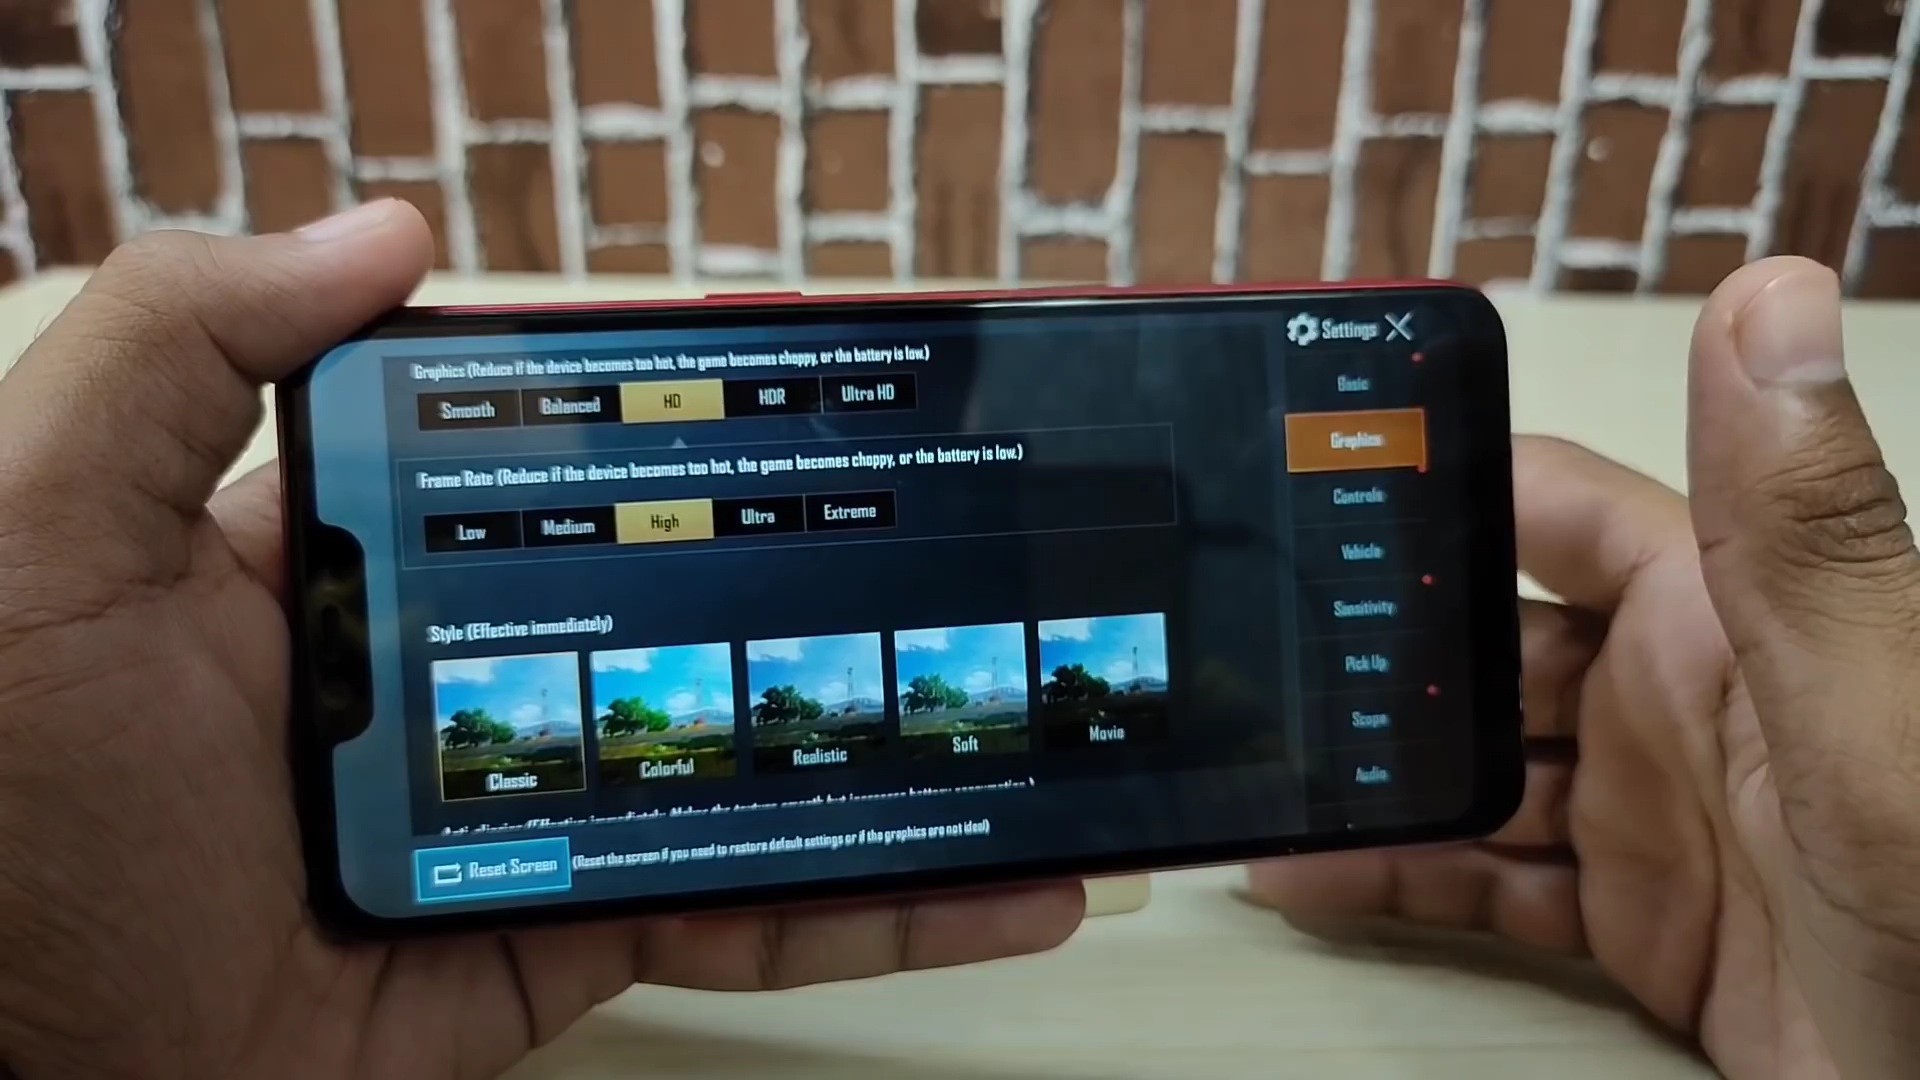 Settings
Graphics (Reduce if the device becomes too hot, the game becomes choppy, or the battery is low.)
Smooth Balanced HD HDR Ultra HD
Frame Rate (Reduce if the device becomes too hot, the game becomes choppy, or the battery is low.)
Low Medium High Ultra Extreme
Style (Effective immediately)
Classic Colorful Realistic Soft Movie
Reset Screen (Reset the screen if you need to restore default settings or if the graphics are not ideal)
Basic
Graphics
Controls
Vehicle
Sensitivity
Pick Up
Scope
Audio